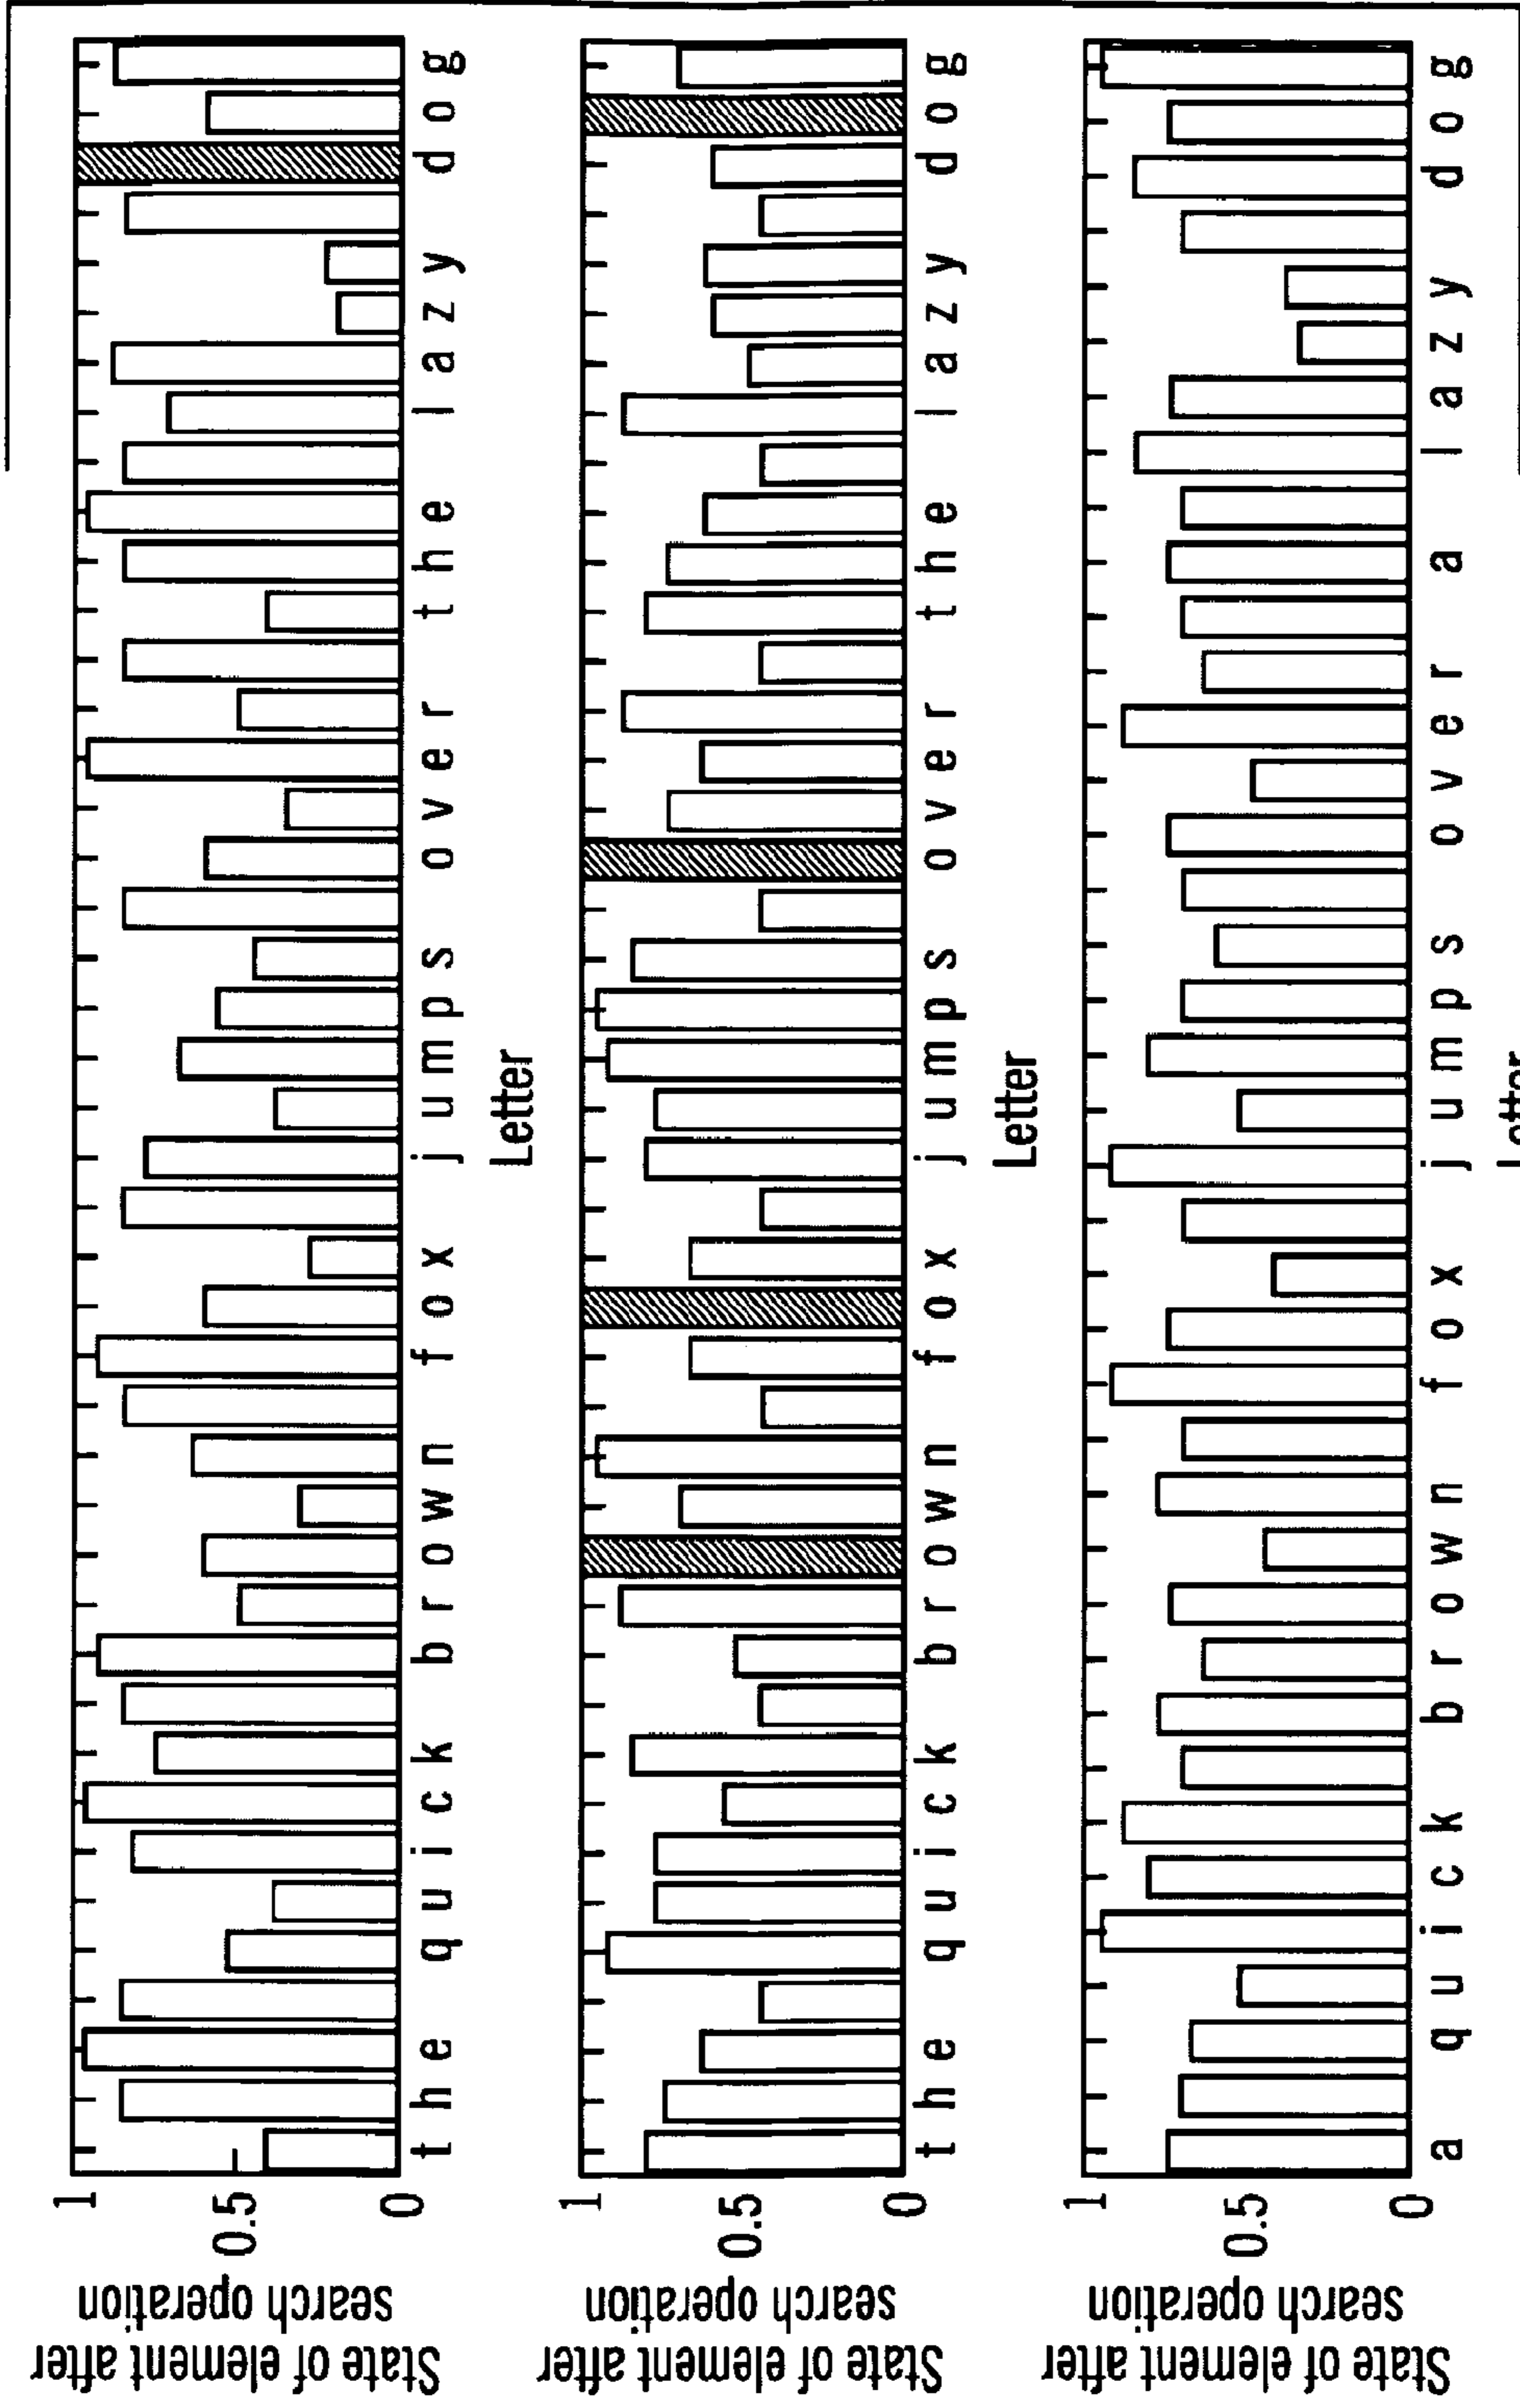 State of element after
search operation
1
0.5
0
t h e q u i c k b r o w n f o x j u m p s o v e r t h e l a z y d o g
Letter
State of element after
search operation
1
0.5
0
t h e q u i c k b r o w n f o x j u m p s o v e r t h e l a z y d o g
Letter
State of element after
search operation
1
0.5
0
a q u i c k b r o w n f o x j u m p s o v e r a l a z y d o g